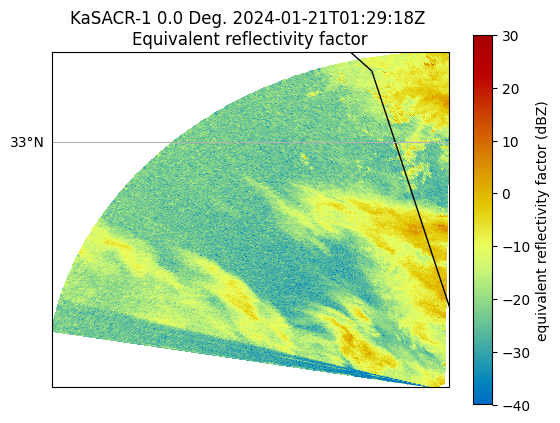 KaSACR-1 0.0 Deg. 2024-01-21T01:29:18Z
Equivalent reflectivity factor
33°N
30
20
10
0
−10
−20
−30
−40
equivalent reflectivity factor (dBZ)